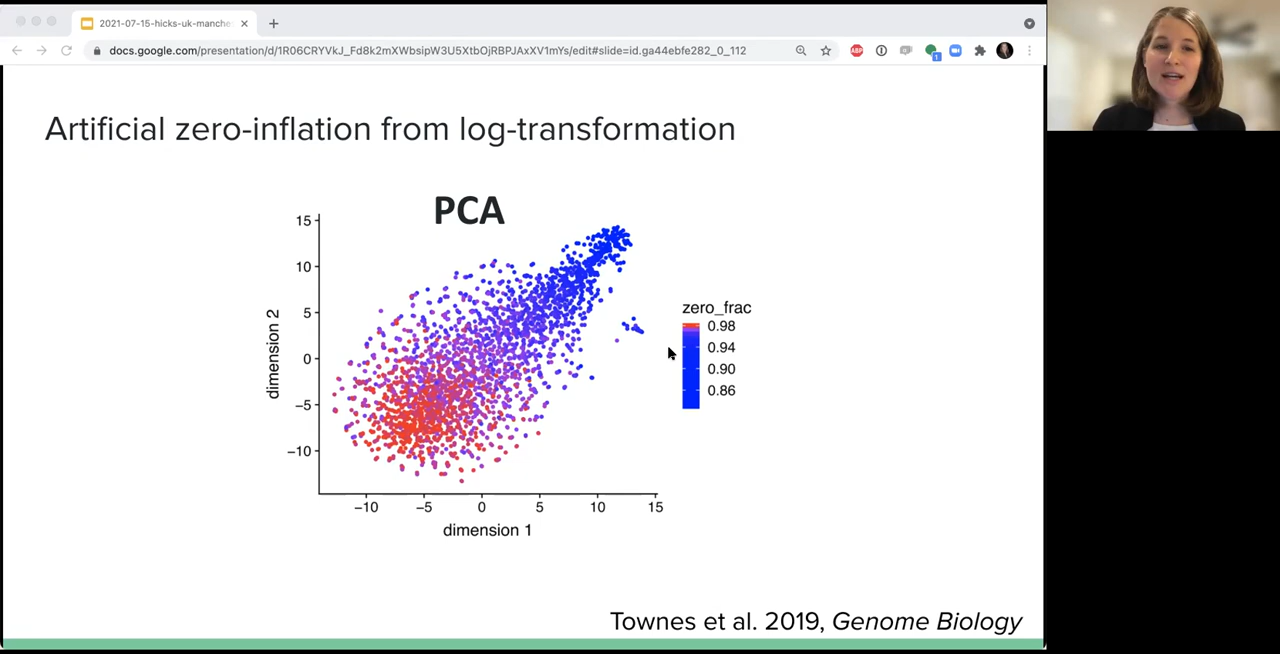 2021-07-15-hicks-uk-manche
docs.google.com/presentation/d/1R06CRYVkJ_Fd8k2mXWbsipW3U5XtbOjRBPJAxXV1mYs/edit#slide=id.ga44ebfe282_0_112
ABP
1
Artificial zero-inflation from log-transformation
PCA
15
10
5
0
−5
−10
dimension 2
−10
−5
0
5
10
15
dimension 1
zero_frac
0.98
0.94
0.90
0.86
Townes et al. 2019, Genome Biology